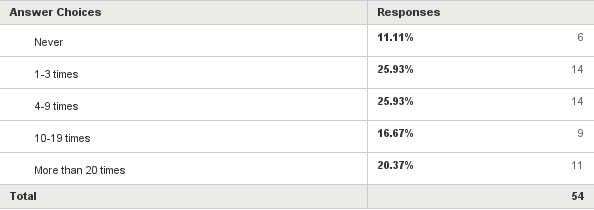 Answer Choices Responses
Never 11.11% 6
1-3 times 25.93% 14
4-9 times 25.93% 14
10-19 times 16.67% 9
More than 20 times 20.37% 11
Total 54